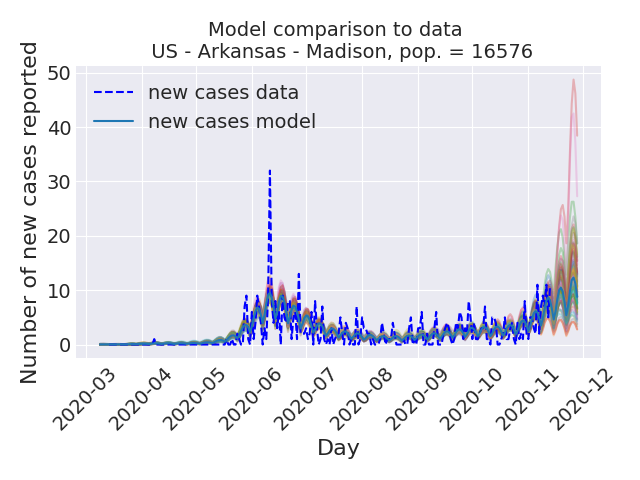 Model comparison to data
US - Arkansas - Madison, pop. = 16576
new cases data
new cases model
Number of new cases reported
50
40
30
20
10
0
2020-03
2020-04
2020-05
2020-06
2020-07
2020-08
2020-09
2020-10
2020-11
2020-12
Day